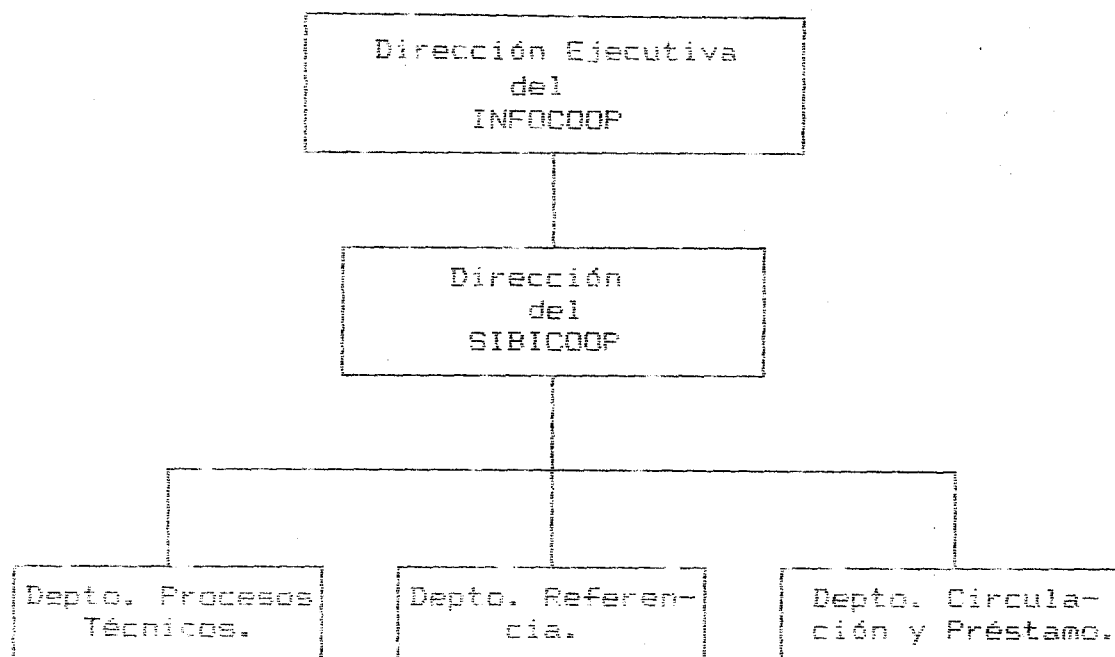 Dirección Ejecutiva
del
INFOCOOP
Dirección
del
SIBICOOP
Depto. Procesos
Técnicos.
Depto. Referen-
cia.
Depto. Circula-
ción y Préstamo.